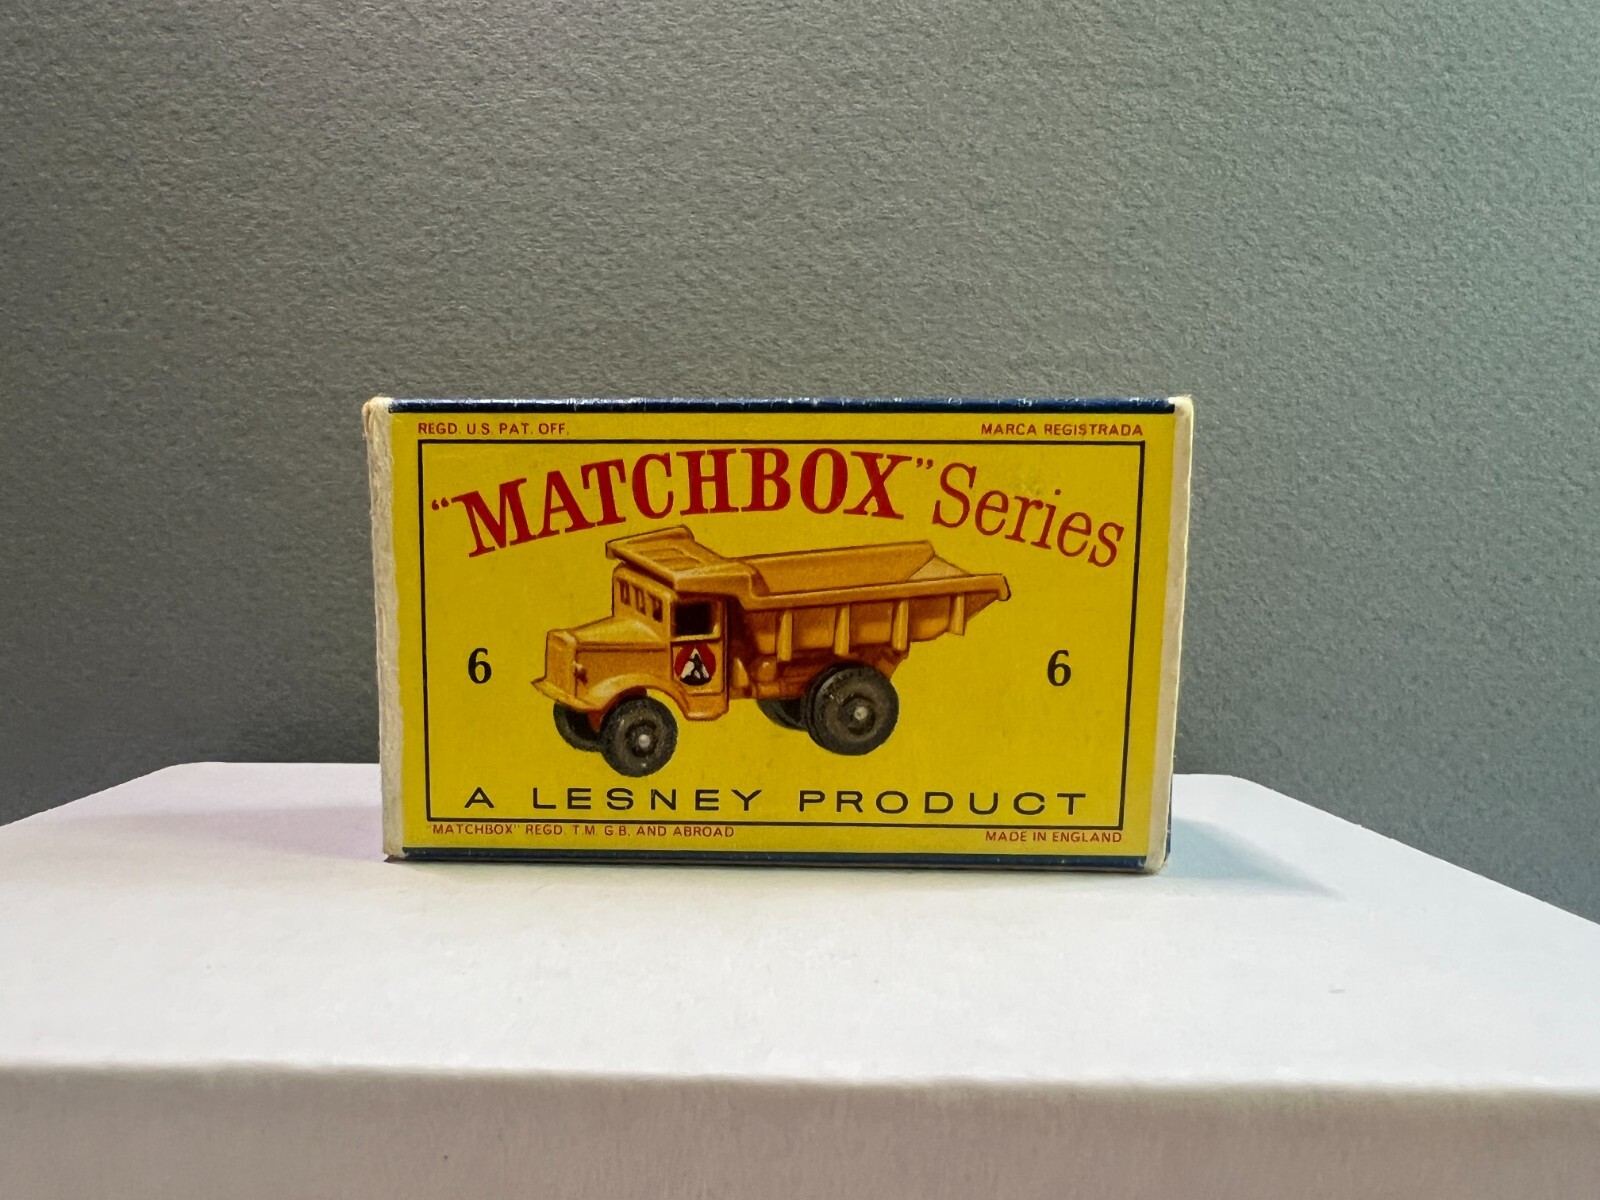 REGD. U.S. PAT. OFF. MARCA REGISTRADA
"MATCHBOX" Series
6 6
A LESNEY PRODUCT
"MATCHBOX" REGD. T.M. G.B. AND ABROAD MADE IN ENGLAND